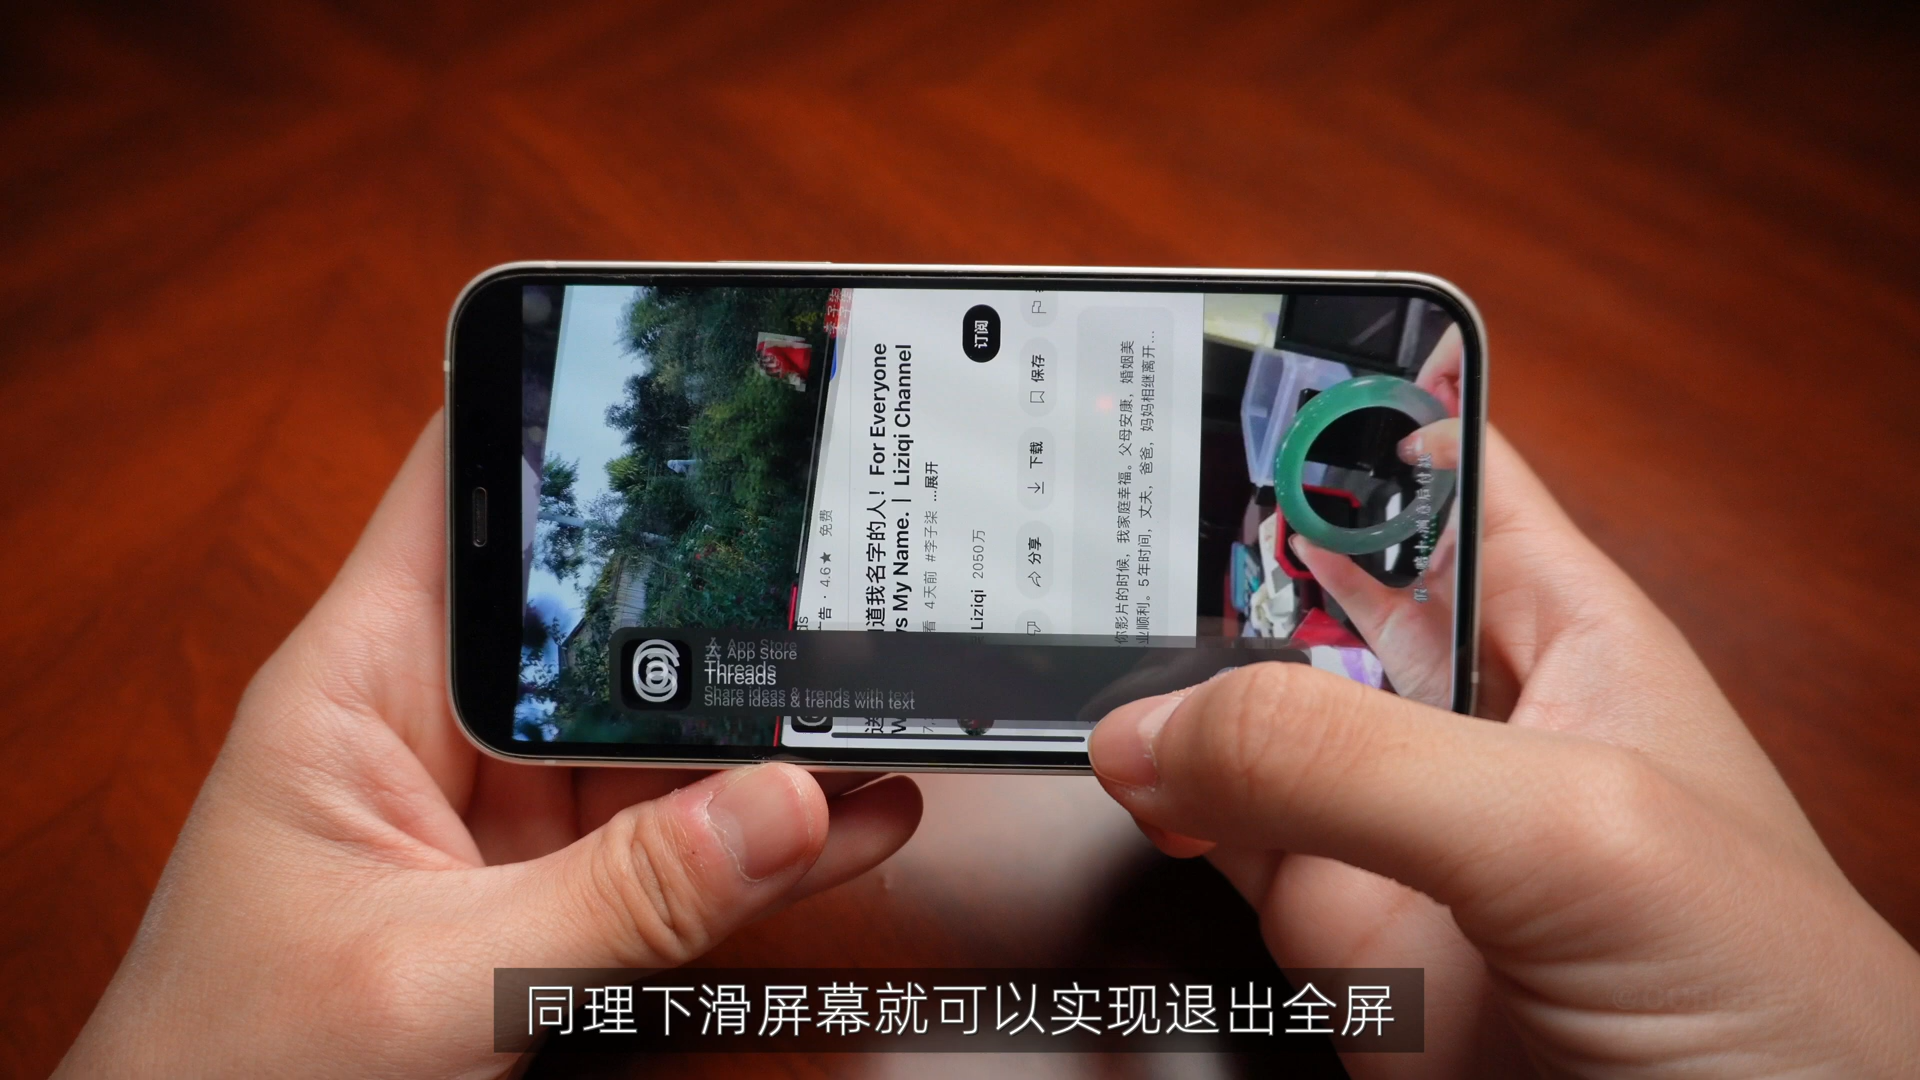 App Store
Threads
Share ideas & trends with text
4.6★ 免费
道我名字的人！For Everyone
s My Name. | Liziqi Channel
4天前 #李子柒 ...展开
Liziqi 2050万
订阅
分享
下载
保存
你影片的时候，我家庭幸福。父母安康，婚姻美
业顺利。5年时间，丈夫，爸爸，妈妈相继离开...
同理下滑屏幕就可以实现退出全屏